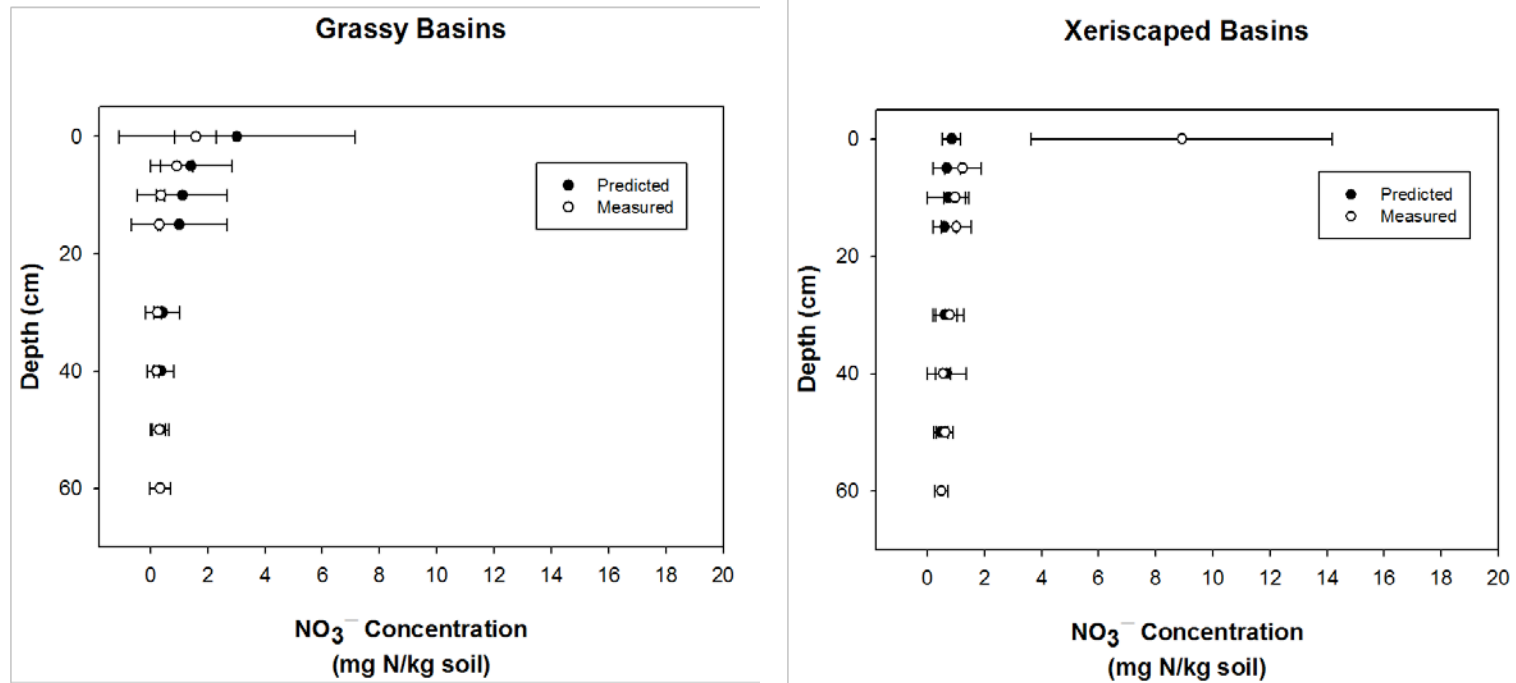 Grassy Basins
0
20
40
60
Depth (cm)
Predicted
Measured
0 2 4 6 8 10 12 14 16 18 20
NO3— Concentration
(mg N/kg soil)
Xeriscaped Basins
0
20
40
60
Depth (cm)
Predicted
Measured
0 2 4 6 8 10 12 14 16 18 20
NO3— Concentration
(mg N/kg soil)